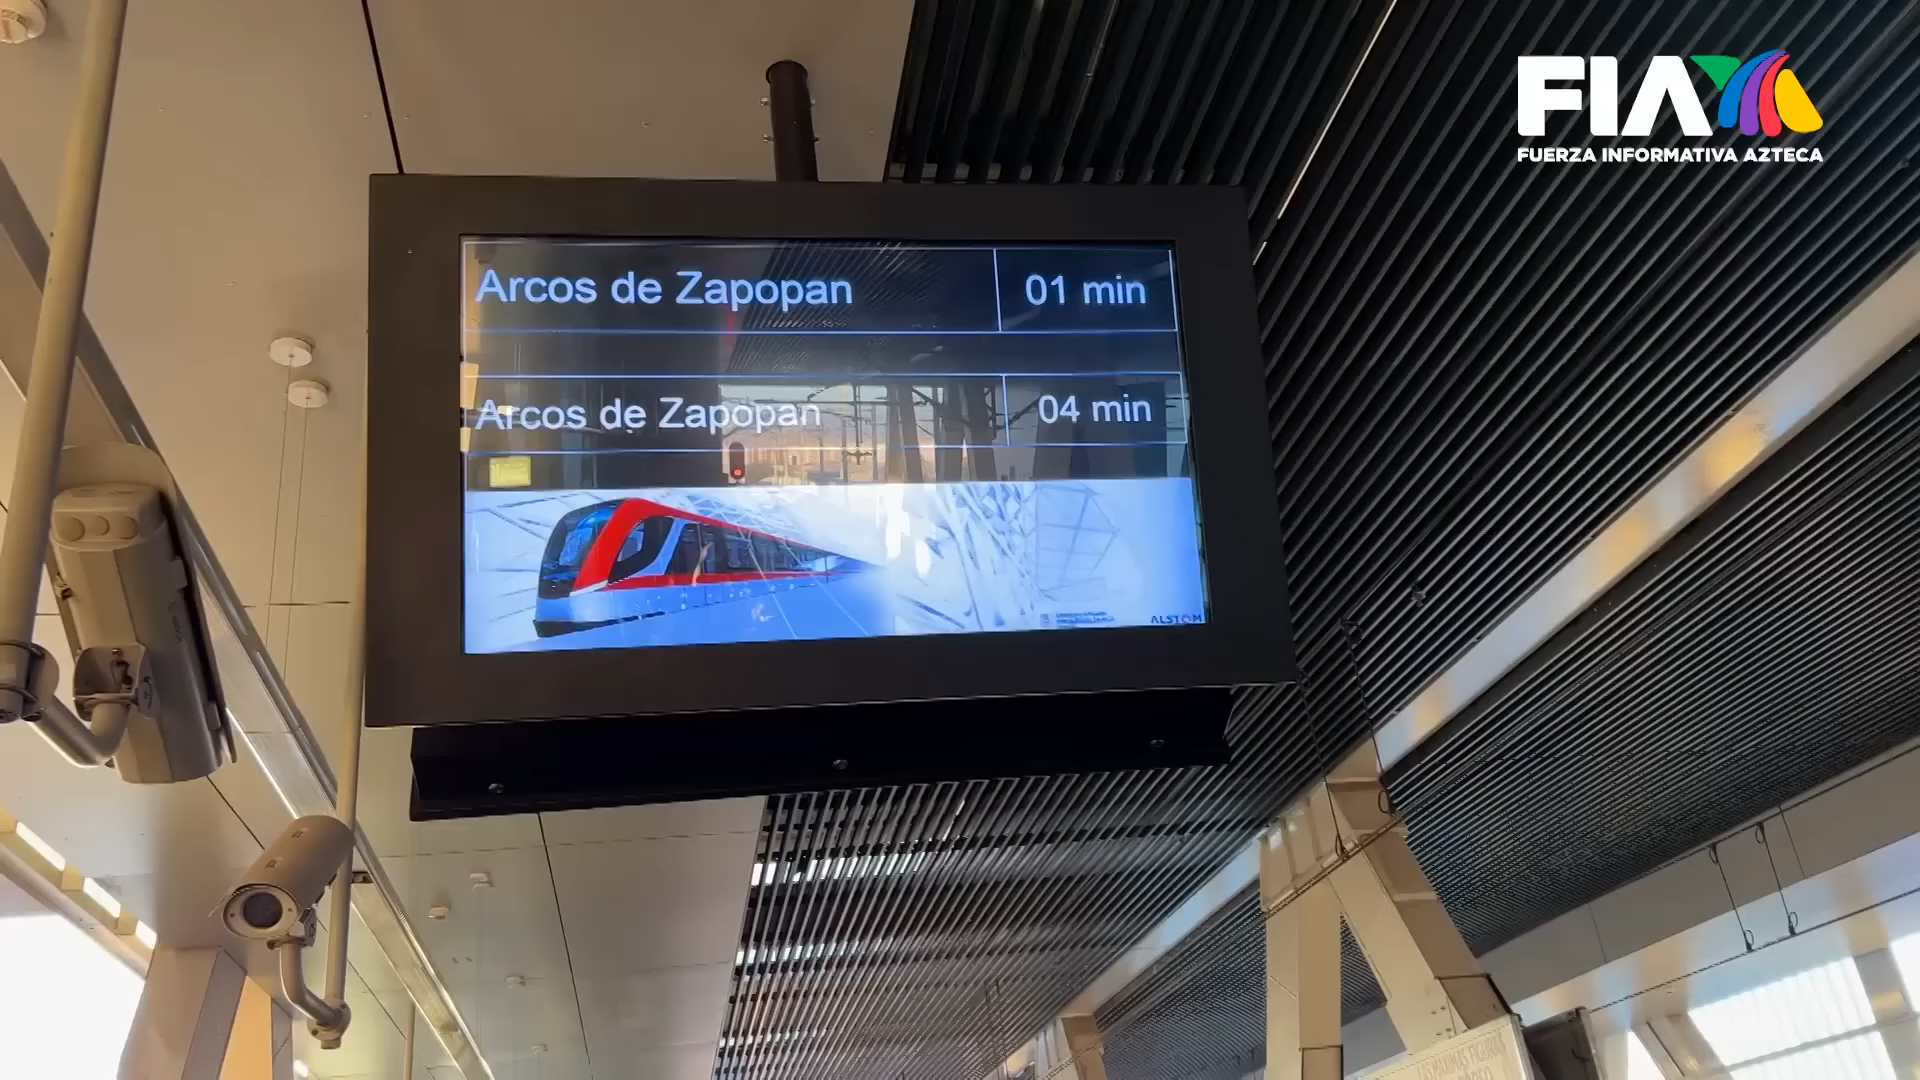 FIA
FUERZA INFORMATIVA AZTECA
Arcos de Zapopan 01 min
Arcos de Zapopan 04 min
ALSTOM